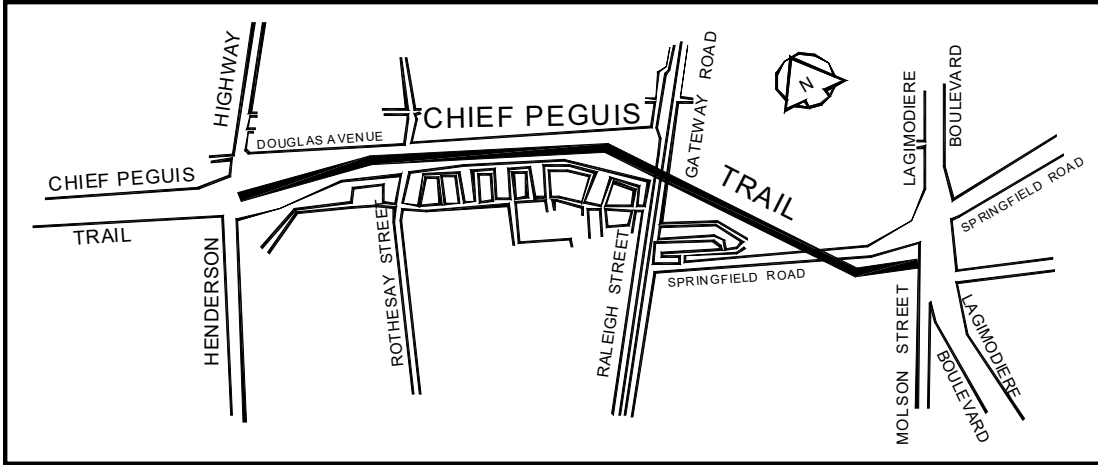 HIGHWAY
DOUGLAS AVENUE
CHIEF PEGUIS
GATEWAY ROAD
N
LAGIMODIERE
BOULEVARD
CHIEF PEGUIS
TRAIL
TRAIL
SPRINGFIELD ROAD
HENDERSON
ROTHESAY STREET
RALEIGH STREET
SPRINGFIELD ROAD
MOLSON STREET
BOULEVARD
LAGIMODIERE